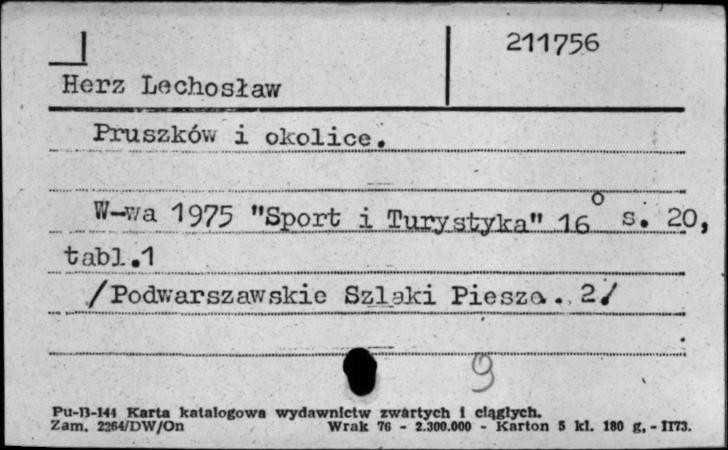 211756
Herz Lechosław
Pruszków i okolice.
W-wa 1975 "Sport i Turystyka" 16° s. 20,
tabl.1
/Podwarszawskie Szlaki Piesze. 2/
9
Pu-B-144 Karta katalogowa wydawnictw zwartych i ciągłych.
Zam. 2264/DW/On Wrak 76 - 2.300.000 - Karton 5 kl. 180 g. - II73.